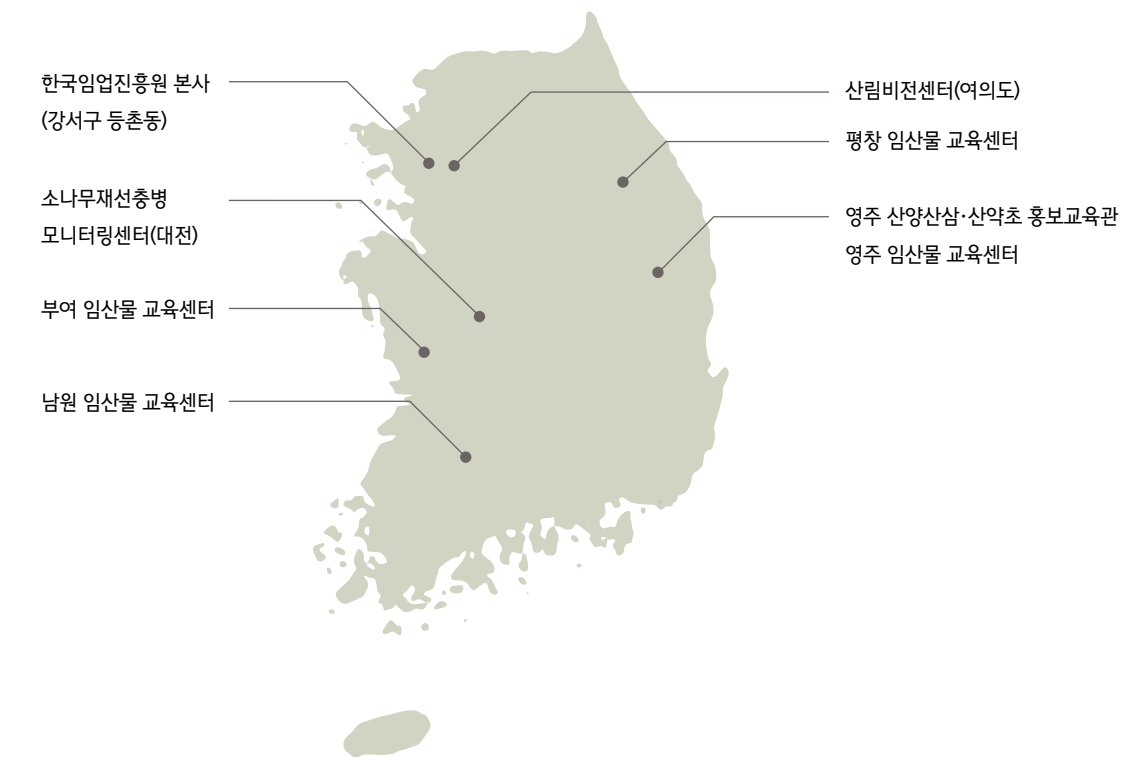 한국임업진흥원 본사
(강서구 등촌동)
소나무재선충병
모니터링센터(대전)
부여 임산물 교육센터
남원 임산물 교육센터
산림비전센터(여의도)
평창 임산물 교육센터
영주 산양산삼·산약초 홍보교육관
영주 임산물 교육센터